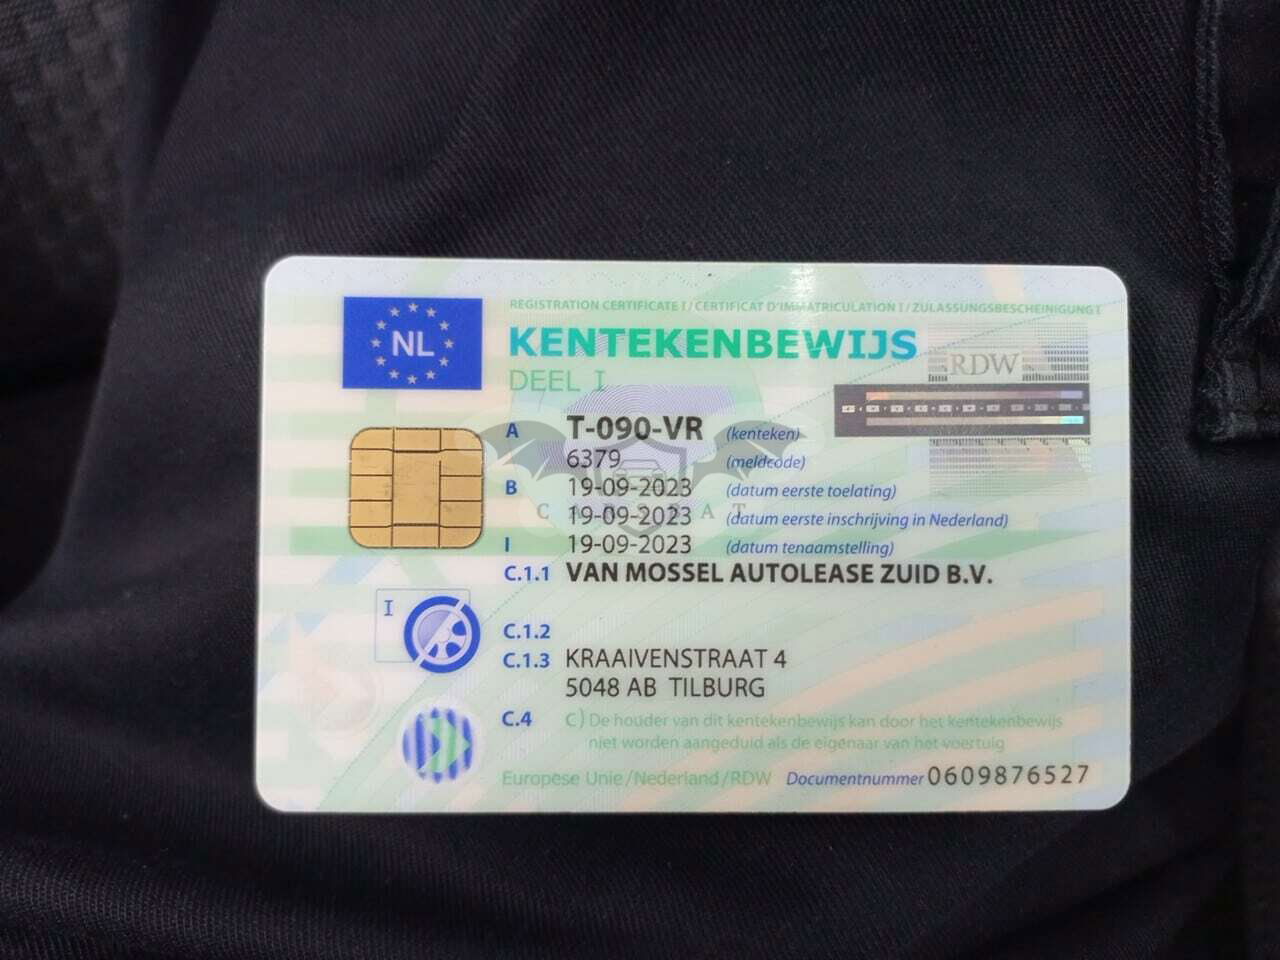 NL
REGISTRATION CERTIFICATE I / CERTIFICAT D'IMMATRICULATION I / ZULASSUNGSBESCHEINIGUNG I
KENTEKENBEWIJS
DEEL I
RDW
A T-090-VR (kenteken)
6379 (meldcode)
B 19-09-2023 (datum eerste toelating)
19-09-2023 (datum eerste inschrijving in Nederland)
I 19-09-2023 (datum tenaamstelling)
C.1.1 VAN MOSSEL AUTOLEASE ZUID B.V.
I
C.1.2
C.1.3 KRAAIVENSTRAAT 4
5048 AB TILBURG
C.4 C) De houder van dit kentekenbewijs kan door het kentekenbewijs
niet worden aangeduid als de eigenaar van het voertuig
Europese Unie/Nederland/RDW Documentnummer 0609876527